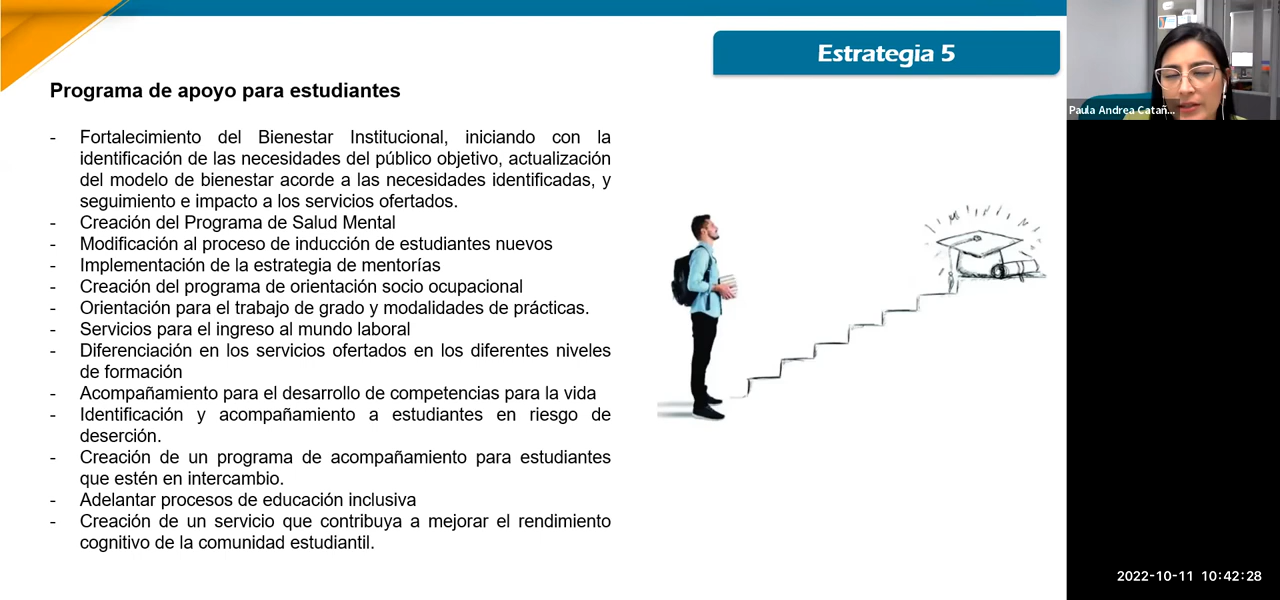 Estrategia 5
Programa de apoyo para estudiantes
- Fortalecimiento del Bienestar Institucional, iniciando con la
identificación de las necesidades del público objetivo, actualización
del modelo de bienestar acorde a las necesidades identificadas, y
seguimiento e impacto a los servicios ofertados.
- Creación del Programa de Salud Mental
- Modificación al proceso de inducción de estudiantes nuevos
- Implementación de la estrategia de mentorías
- Creación del programa de orientación socio ocupacional
- Orientación para el trabajo de grado y modalidades de prácticas.
- Servicios para el ingreso al mundo laboral
- Diferenciación en los servicios ofertados en los diferentes niveles
de formación
- Acompañamiento para el desarrollo de competencias para la vida
- Identificación y acompañamiento a estudiantes en riesgo de
deserción.
- Creación de un programa de acompañamiento para estudiantes
que estén en intercambio.
- Adelantar procesos de educación inclusiva
- Creación de un servicio que contribuya a mejorar el rendimiento
cognitivo de la comunidad estudiantil.
Paula Andrea Catañ...
2022-10-11 10:42:28